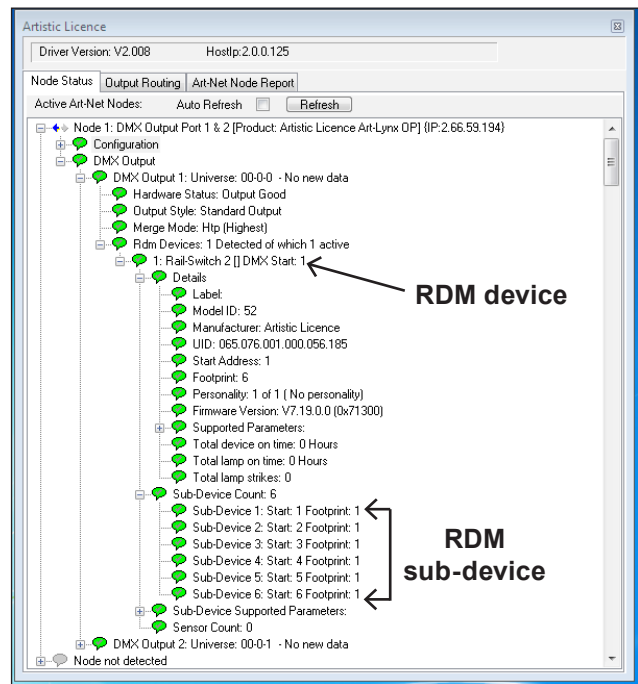 Artistic Licence
Driver Version: V2.008 HostIp:2.0.0.125
Node Status Output Routing Art-Net Node Report
Active Art-Net Nodes: Auto Refresh Refresh
Node 1: DMX Output Port 1 & 2 [Product: Artistic Licence Art-Lynx OP] {IP:2.66.59.194}
Configuration
DMX Output
DMX Output 1: Universe: 00-0-0 - No new data
Hardware Status: Output Good
Output Style: Standard Output
Merge Mode: Htp (Highest)
Rdm Devices: 1 Detected of which 1 active
1: Rail-Switch 2 [] DMX Start: 1
RDM device
Details
Label:
Model ID: 52
Manufacturer: Artistic Licence
UID: 065.076.001.000.056.185
Start Address: 1
Footprint: 6
Personality: 1 of 1 ( No personality)
Firmware Version: V7.19.0.0 (0x71300)
Supported Parameters:
Total device on time: 0 Hours
Total lamp on time: 0 Hours
Total lamp strikes: 0
Sub-Device Count: 6
Sub-Device 1: Start: 1 Footprint: 1
Sub-Device 2: Start: 2 Footprint: 1
Sub-Device 3: Start: 3 Footprint: 1
Sub-Device 4: Start: 4 Footprint: 1
Sub-Device 5: Start: 5 Footprint: 1
Sub-Device 6: Start: 6 Footprint: 1
RDM
sub-device
Sub-Device Supported Parameters:
Sensor Count: 0
DMX Output 2: Universe: 00-0-1 - No new data
Node not detected